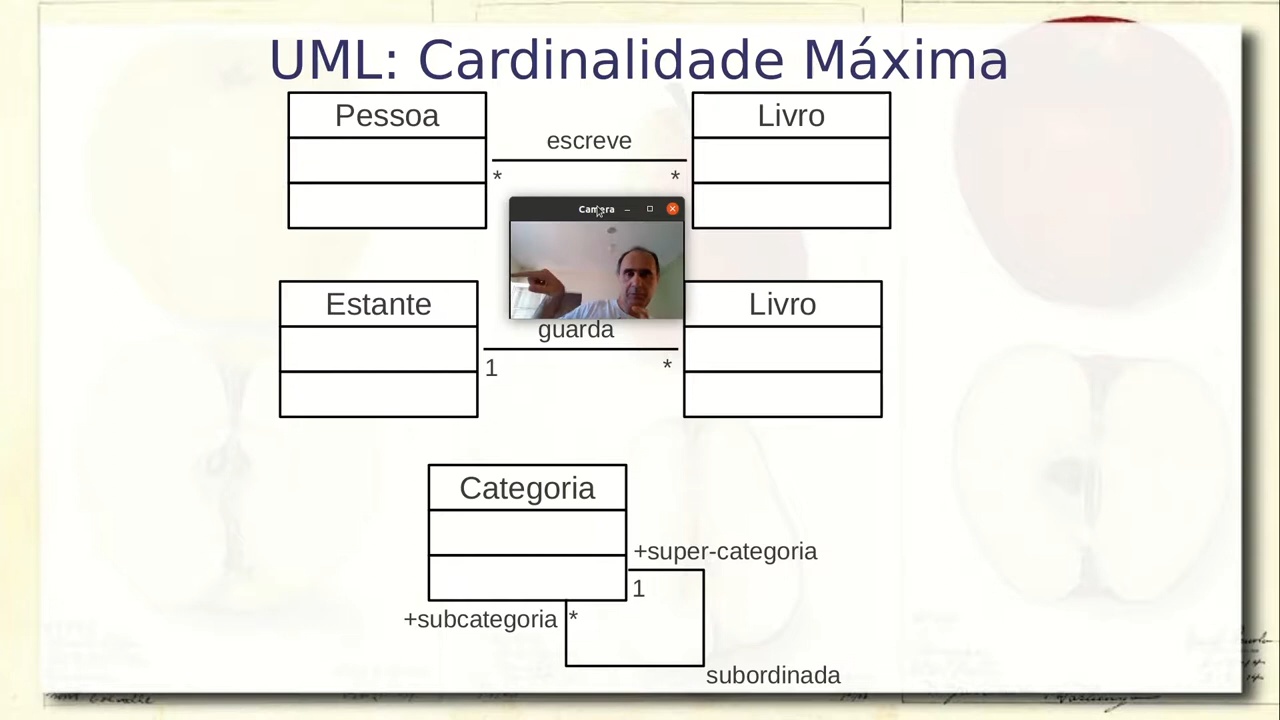 UML: Cardinalidade Máxima
Pessoa
Livro
escreve
*
*
Camera
Estante
Livro
guarda
1
*
Categoria
+super-categoria
1
+subcategoria
*
subordinada